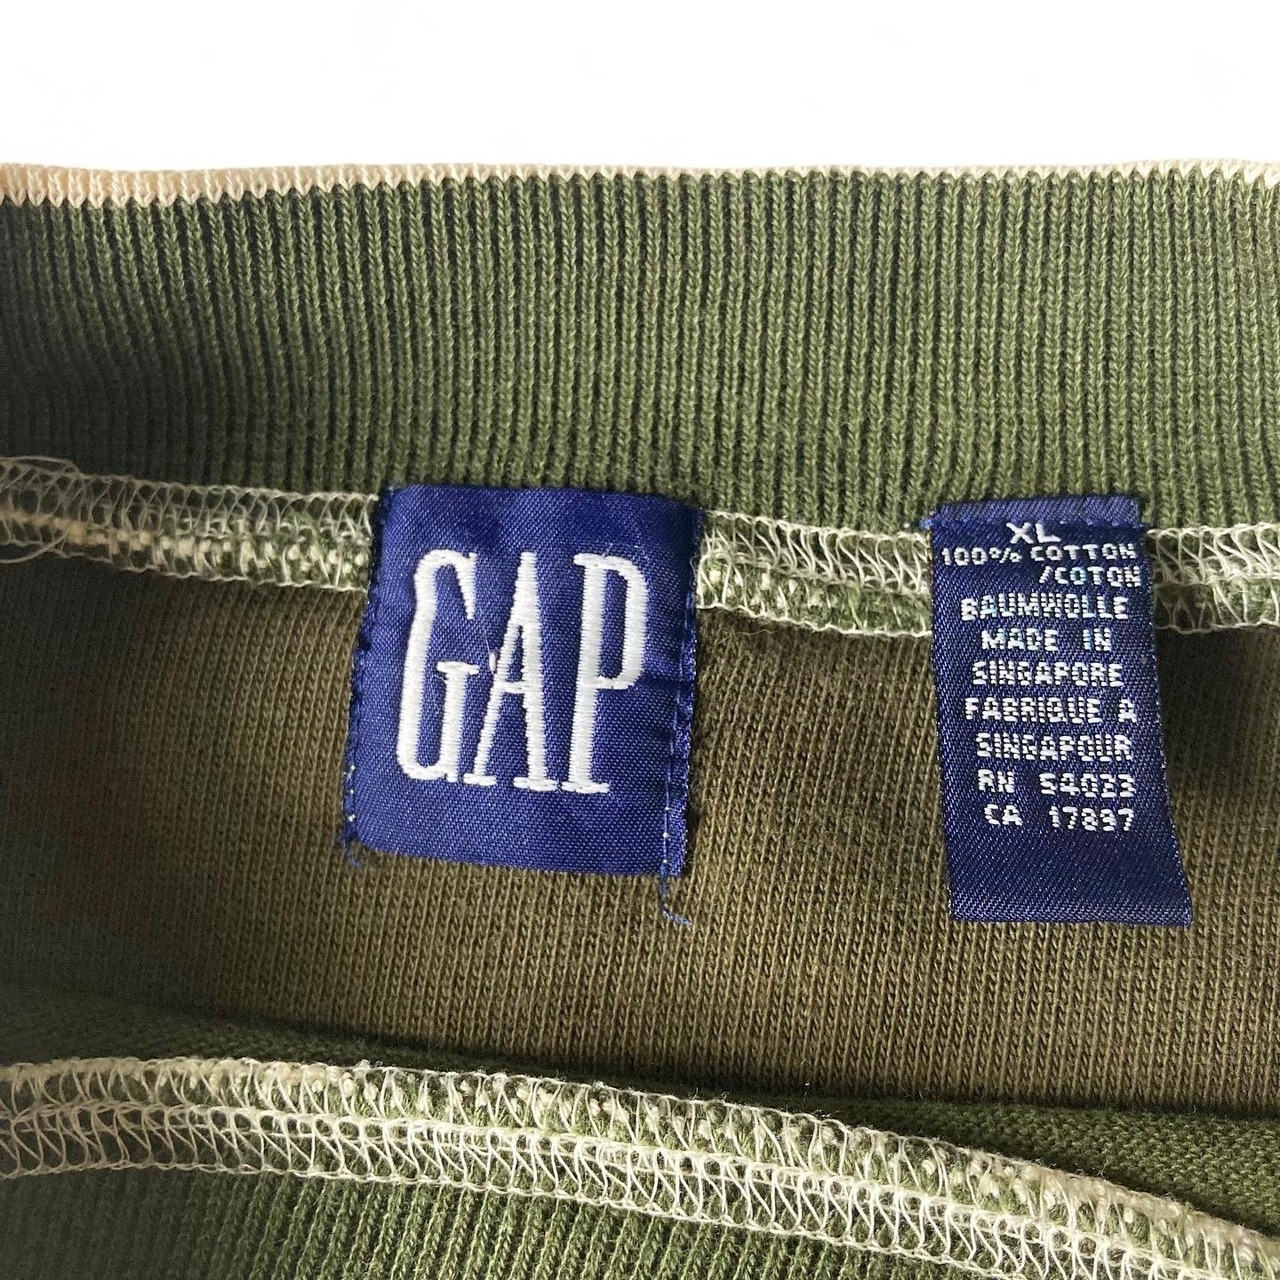 GAP
XL
100% COTTON
/COTON
BAUMWOLLE
MADE IN
SINGAPORE
FABRIQUE A
SINGAPOUR
RN 54023
CA 17897